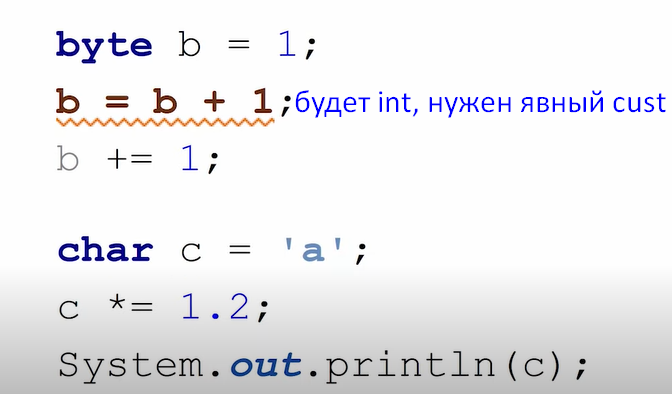 byte b = 1;
b = b + 1;будет int, нужен явный cust
b += 1;
char c = 'a';
c *= 1.2;
System.out.println(c);